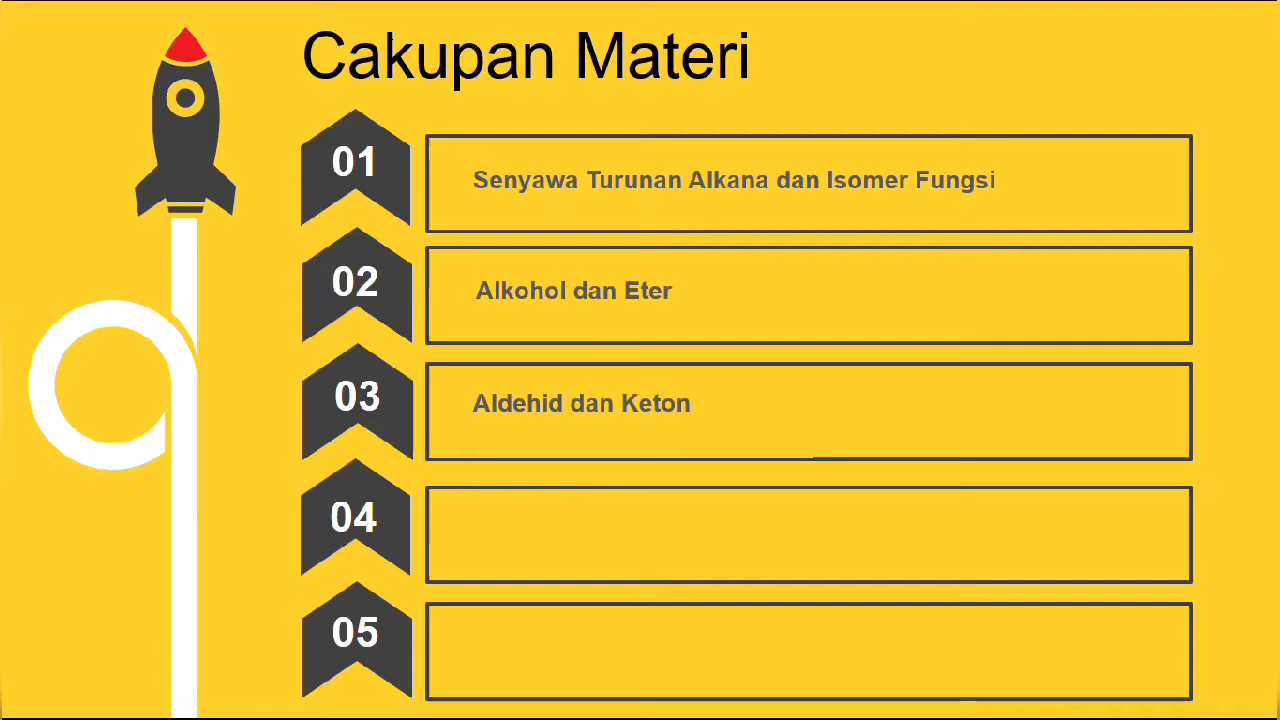 Cakupan Materi
01
Senyawa Turunan Alkana dan Isomer Fungsi
02
Alkohol dan Eter
03
Aldehid dan Keton
04
05